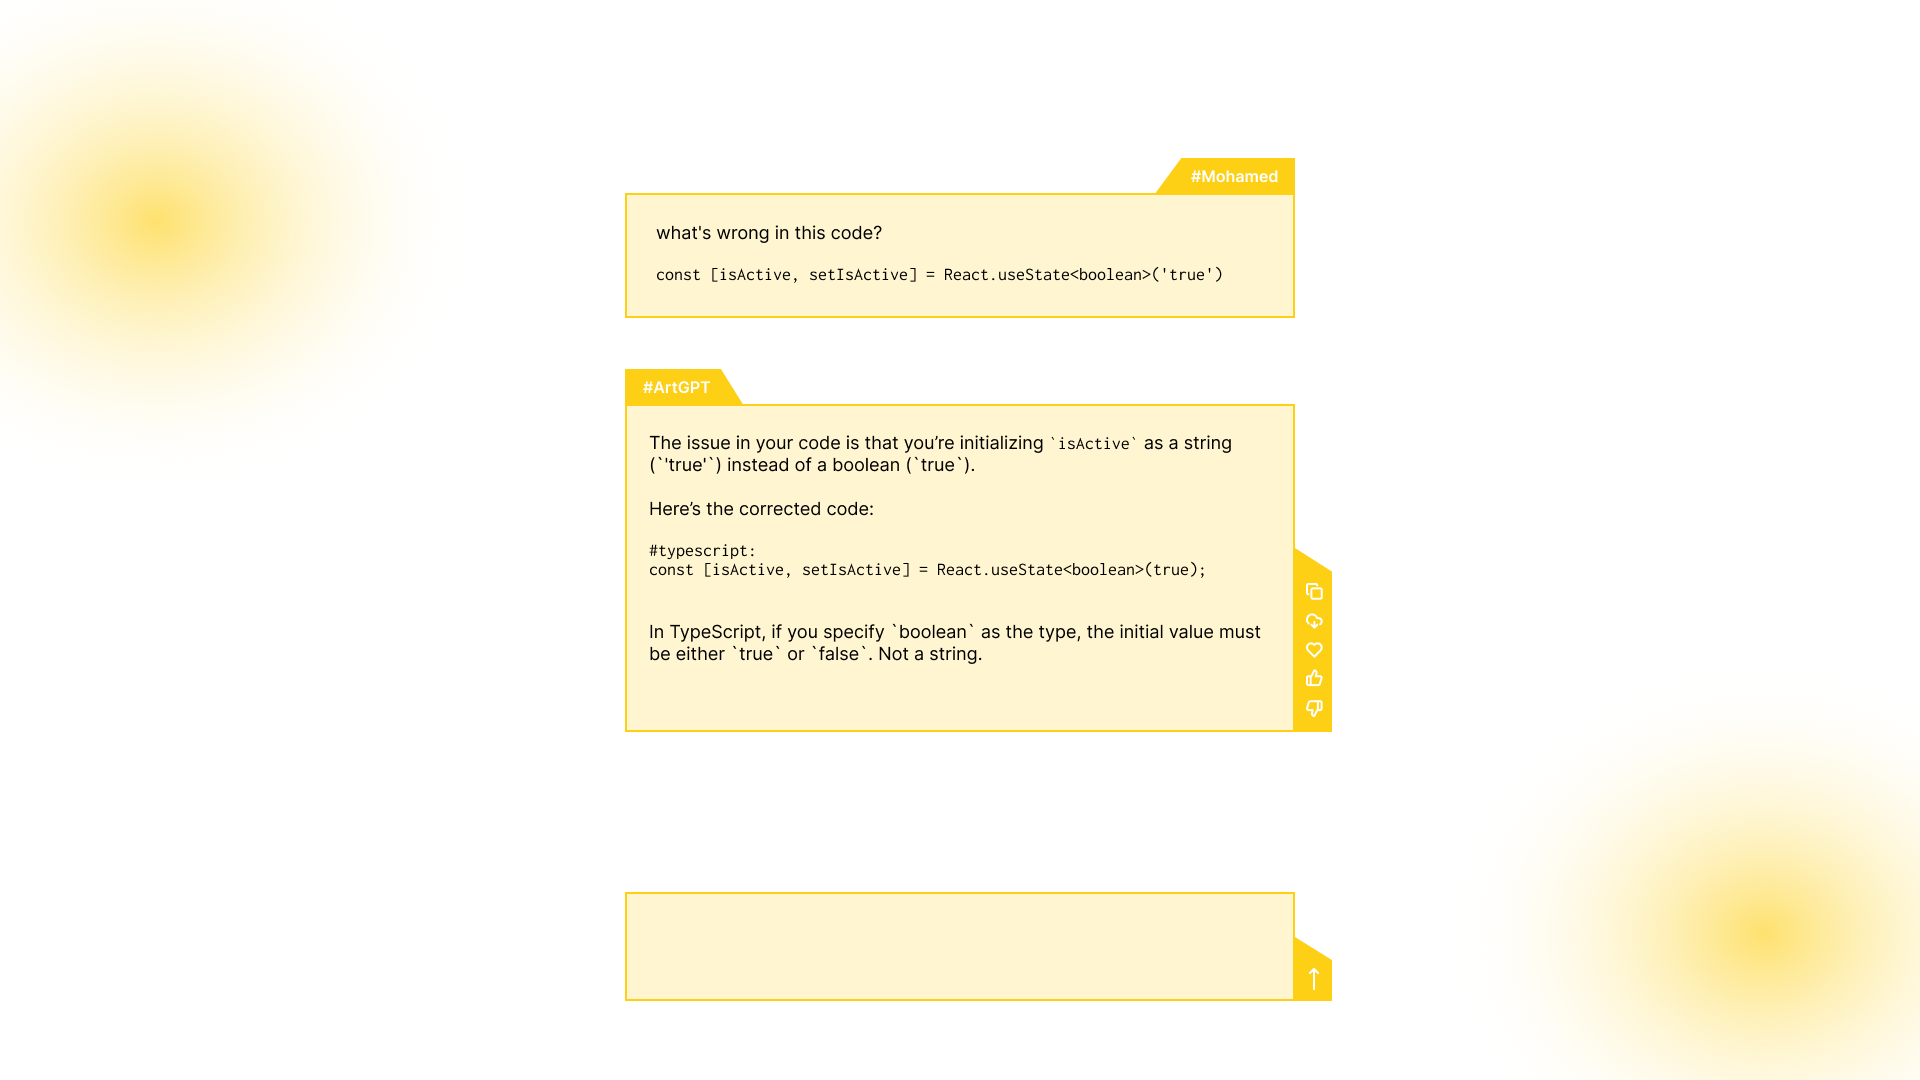 #Mohamed
what's wrong in this code?
const [isActive, setIsActive] = React.useState<boolean>('true')
#ArtGPT
The issue in your code is that you’re initializing `isActive` as a string
(`'true'`) instead of a boolean (`true`).
Here’s the corrected code:
#typescript:
const [isActive, setIsActive] = React.useState<boolean>(true);
In TypeScript, if you specify `boolean` as the type, the initial value must
be either `true` or `false`. Not a string.